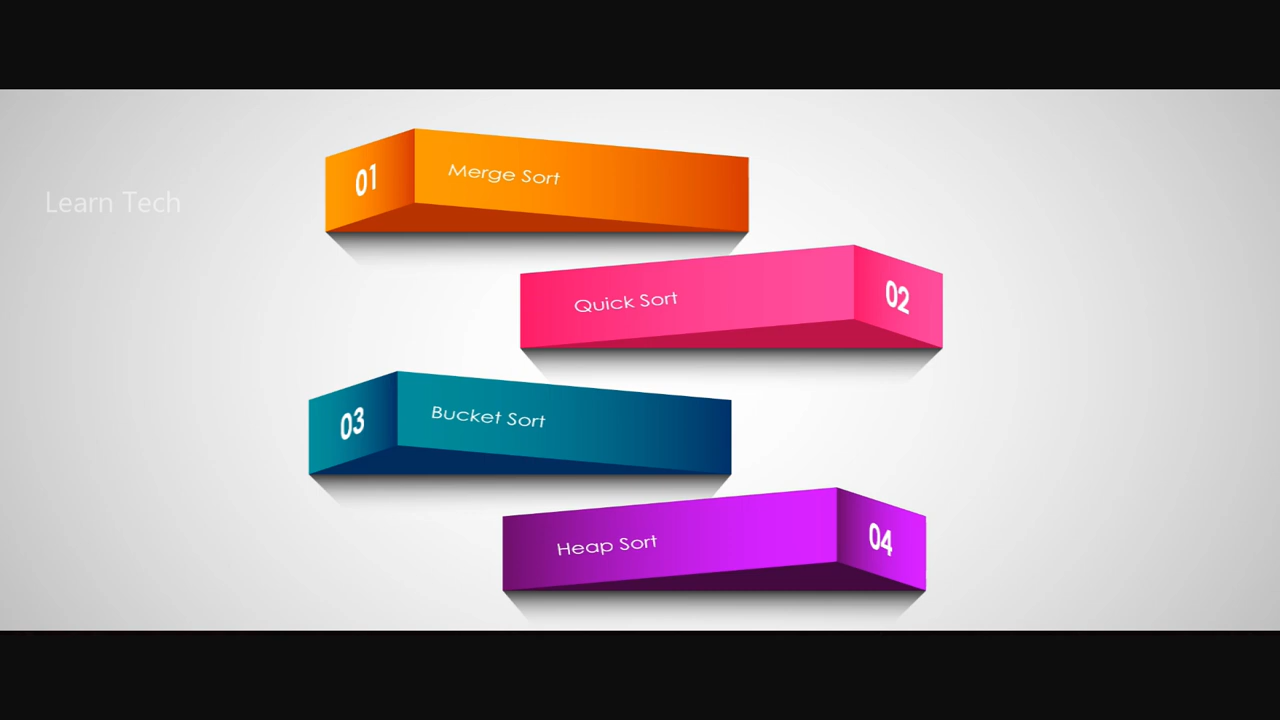 01 Merge Sort
Learn Tech
Quick Sort 02
03 Bucket Sort
Heap Sort 04